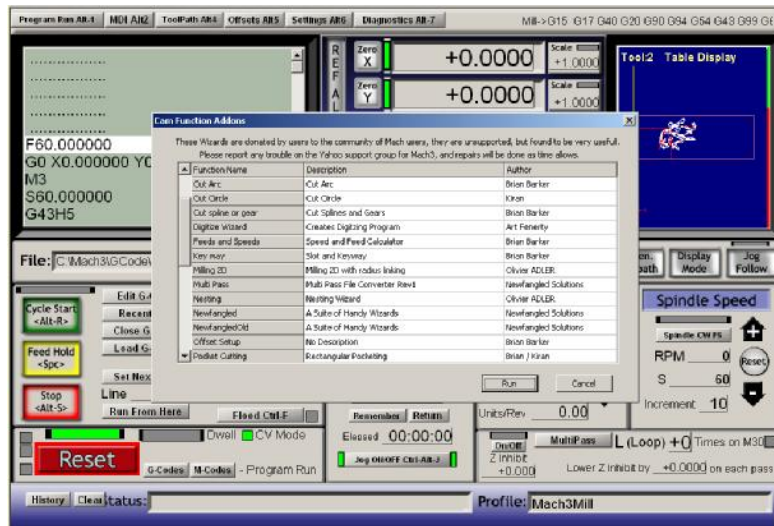 Program Run Alt-1 MDI Alt2 ToolPath Alt4 Offsets Alt5 Settings Alt6 Diagnostics Alt-7 Mill->G15 G17 G40 G20 G90 G94 G54 G43 G99
R
E
F
A
L
Zero X +0.0000 Scale +1.0000
Zero Y +0.0000 Scale +1.0000
Tool:2 Table Display
F60.000000
G0 X0.000000
M3
S60.000000
G43H5
Cam Function Addons
These Wizards are donated by users to the community of Mach users, they are unsupported, but found to be very useful.
Please report any trouble on the Yahoo support group for Mach3, and repairs will be done as time allows.
Function Name Description Author
Cut Arc Cut Arc Brian Barker
Cut Circle Cut Circle Kiran
Cut spline or gear Cut Splines and Gears Brian Barker
Digitize Wizard Creates Digitizing Program Art Fenerty
Feeds and Speeds Speed and Feed Calculator Brian Barker
Key way Slot and Keyway Brian Barker
Milling 2D Milling 2D with radius linking Olivier ADLER
Multi Pass Multi Pass File Converter Rev1 Newfangled Solutions
Nesting Nesting Wizard Olivier ADLER
Newfangled A Suite of Handy Wizards Newfangled Solutions
NewfangledOld A Suite of Handy Wizards Newfangled Solutions
Offset Setup No Description Brian Barker
Pocket Cutting Rectangular Pocketing Brian / Kiran
Run Cancel
File: C:\Mach3\GCode\
Display Mode
Jog Follow
Cycle Start <Alt-R>
Feed Hold <Spc>
Stop <Alt-S>
Edit G
Recent
Close G
Load G
Set Nex
Line
Run From Here
Flood Ctrl-F
Dwell CV Mode
Reset
G-Codes M-Codes - Program Run
Remember Return
Elapsed 00:00:00
Jog ON/OFF Ctrl-Alt-J
Units/Rev 0.00
Spindle Speed
Spindle CW F5
RPM 0
Reset
S 60
Increment 10
On/Off
Z Inhibit
+0.000
MultiPass L (Loop) +0 Times on M30
Lower Z Inhibit by +0.0000 on each pass
History Clear Status:
Profile: Mach3Mill